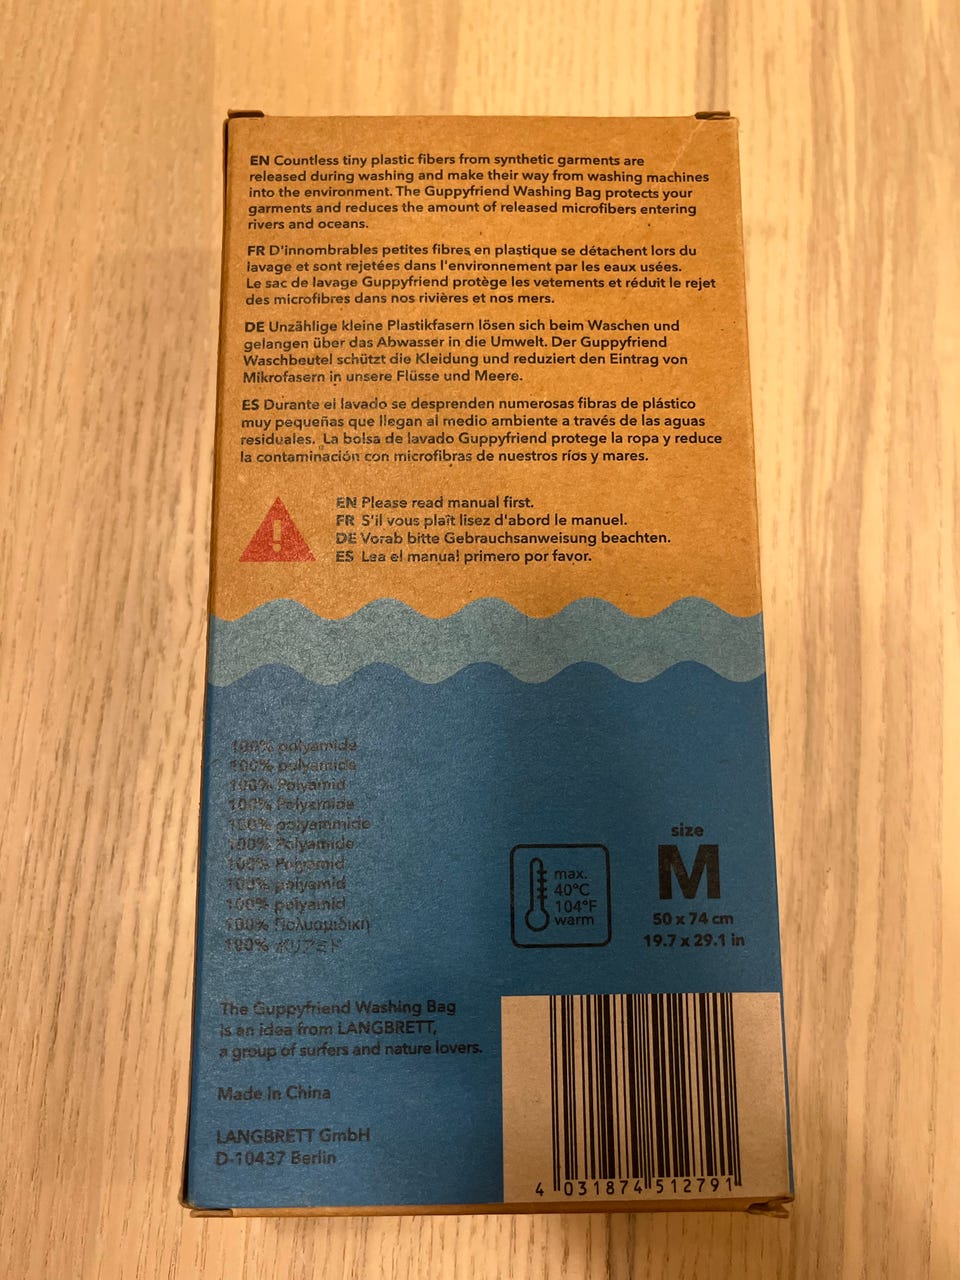 EN Countless tiny plastic fibers from synthetic garments are
released during washing and make their way from washing machines
into the environment. The Guppyfriend Washing Bag protects your
garments and reduces the amount of released microfibers entering
rivers and oceans.
FR D'innombrables petites fibres en plastique se détachent lors du
lavage et sont rejetées dans l'environnement par les eaux usées.
Le sac de lavage Guppyfriend protège les vetements et réduit le rejet
des microfibres dans nos rivières et nos mers.
DE Unzählige kleine Plastikfasern lösen sich beim Waschen und
gelangen über das Abwasser in die Umwelt. Der Guppyfriend
Waschbeutel schützt die Kleidung und reduziert den Eintrag von
Mikrofasern in unsere Flüsse und Meere.
ES Durante el lavado se desprenden numerosas fibras de plástico
muy pequeñas que llegan al medio ambiente a través de las aguas
residuales. La bolsa de lavado Guppyfriend protege la ropa y reduce
la contaminación con microfibras de nuestros ríos y mares.
EN Please read manual first.
FR S'il vous plaît lisez d'abord le manuel.
DE Vorab bitte Gebrauchsanweisung beachten.
ES Lea el manual primero por favor.
100% polyamide
100% polyamide
100% Polyamid
100% Polyamide
100% polyammide
100% Polyamide
100% Polyamid
100% polyamid
100% polyamid
100% Πολυαμιδική
100% ポリアミド
max.
40°C
104°F
warm
size
M
50 x 74 cm
19.7 x 29.1 in
The Guppyfriend Washing Bag
is an idea from LANGBRETT,
a group of surfers and nature lovers.
Made in China
LANGBRETT GmbH
D-10437 Berlin
4 031874 512791